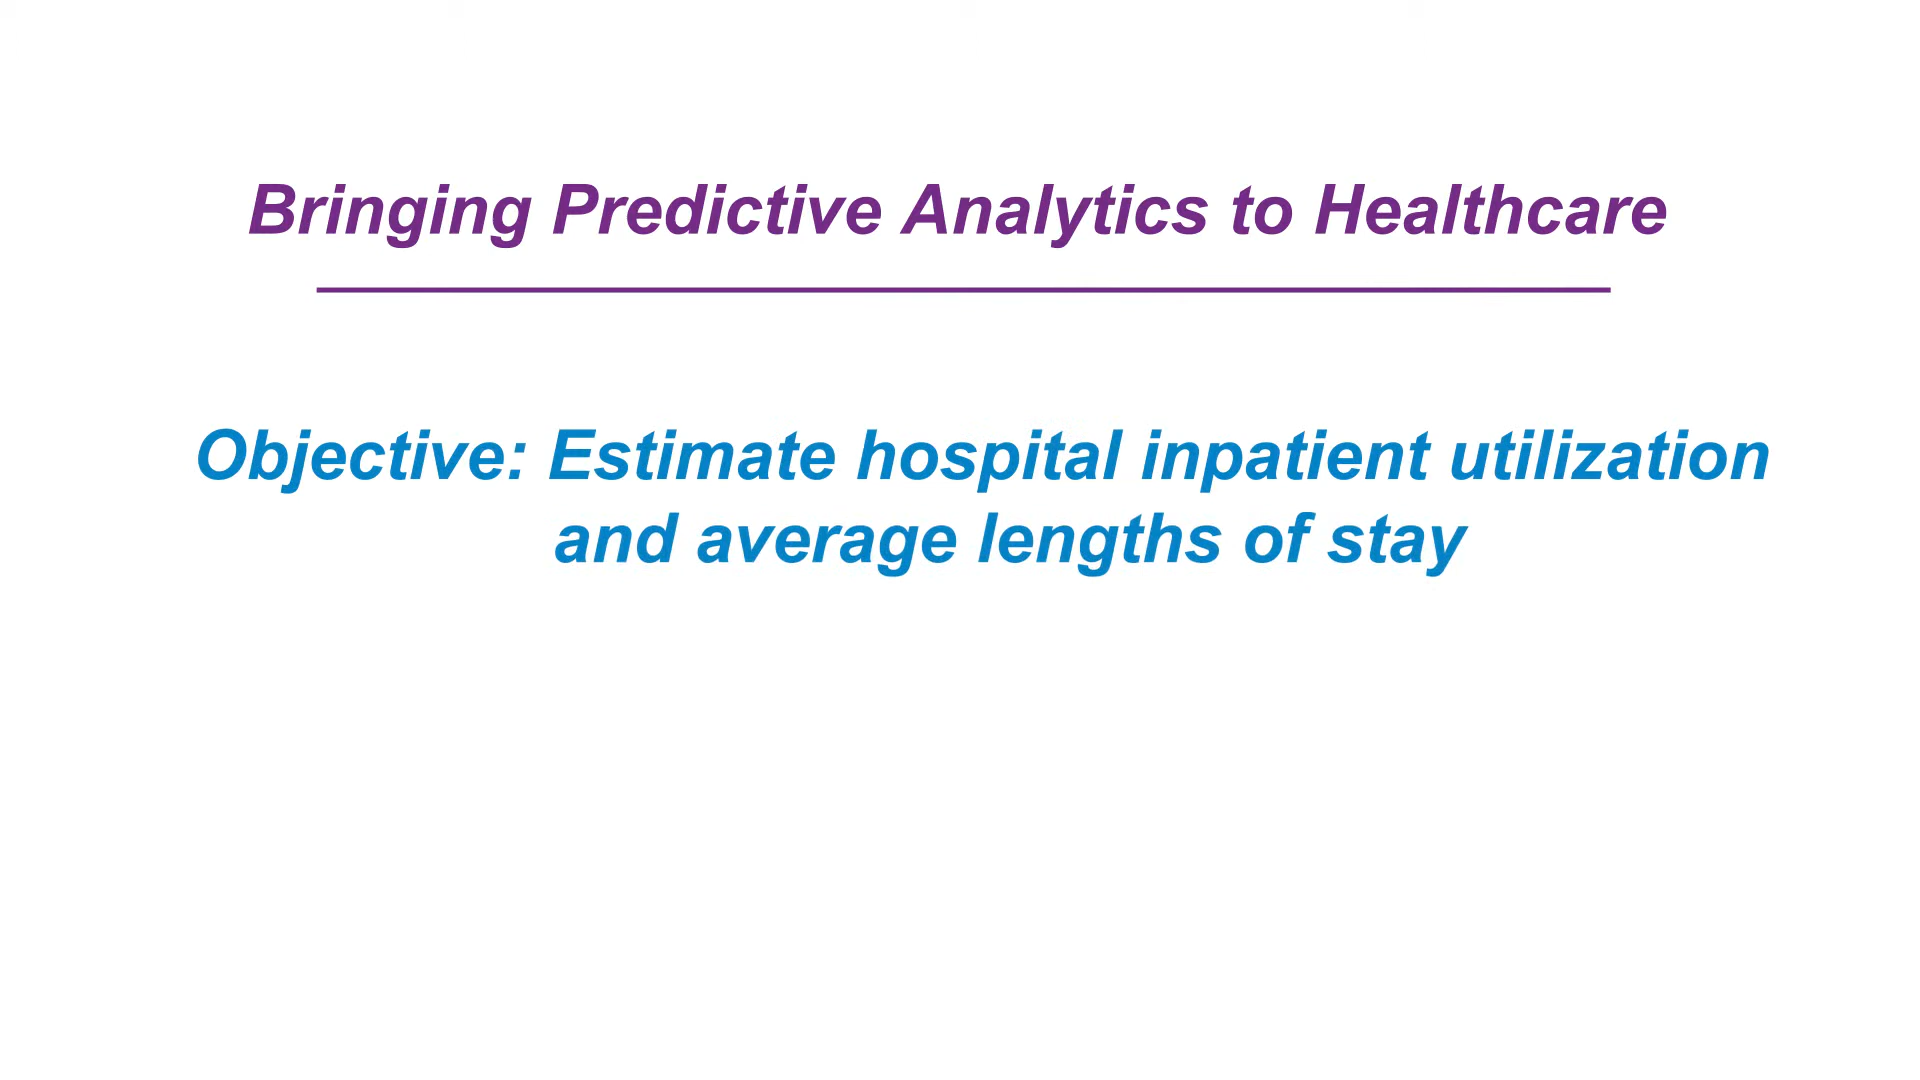 Bringing Predictive Analytics to Healthcare
Objective: Estimate hospital inpatient utilization
and average lengths of stay